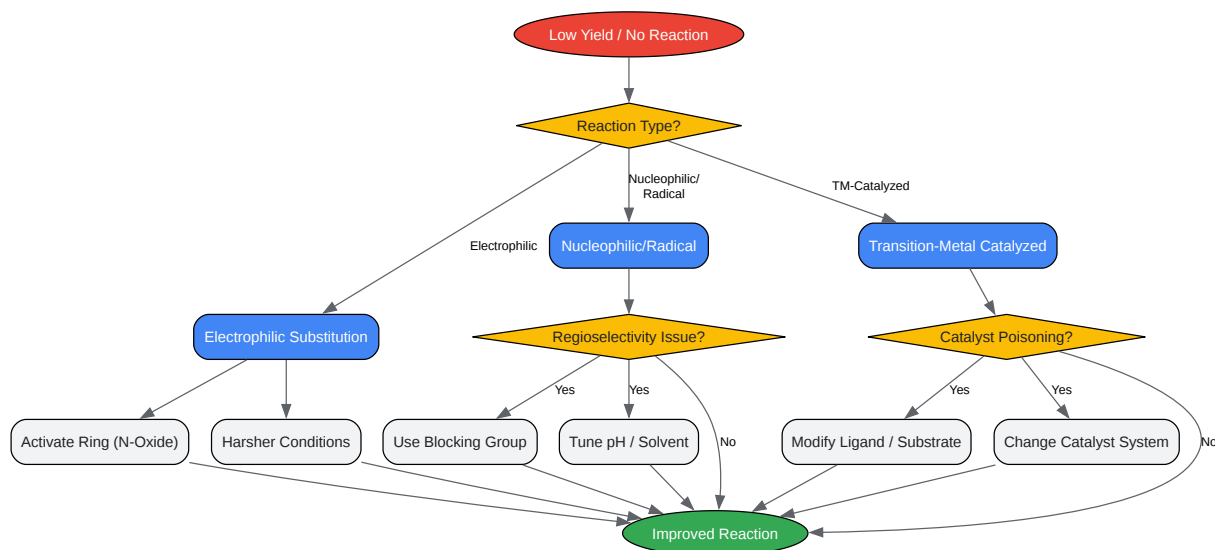 Low Yield / No Reaction
Reaction Type?
Nucleophilic/
Radical
TM-Catalyzed
Electrophilic
Nucleophilic/Radical
Transition-Metal Catalyzed
Electrophilic Substitution
Regioselectivity Issue?
Catalyst Poisoning?
Yes
Yes
Yes
Yes
Activate Ring (N-Oxide)
Harsher Conditions
Use Blocking Group
Tune pH / Solvent
No
Modify Ligand / Substrate
Change Catalyst System
No
Improved Reaction